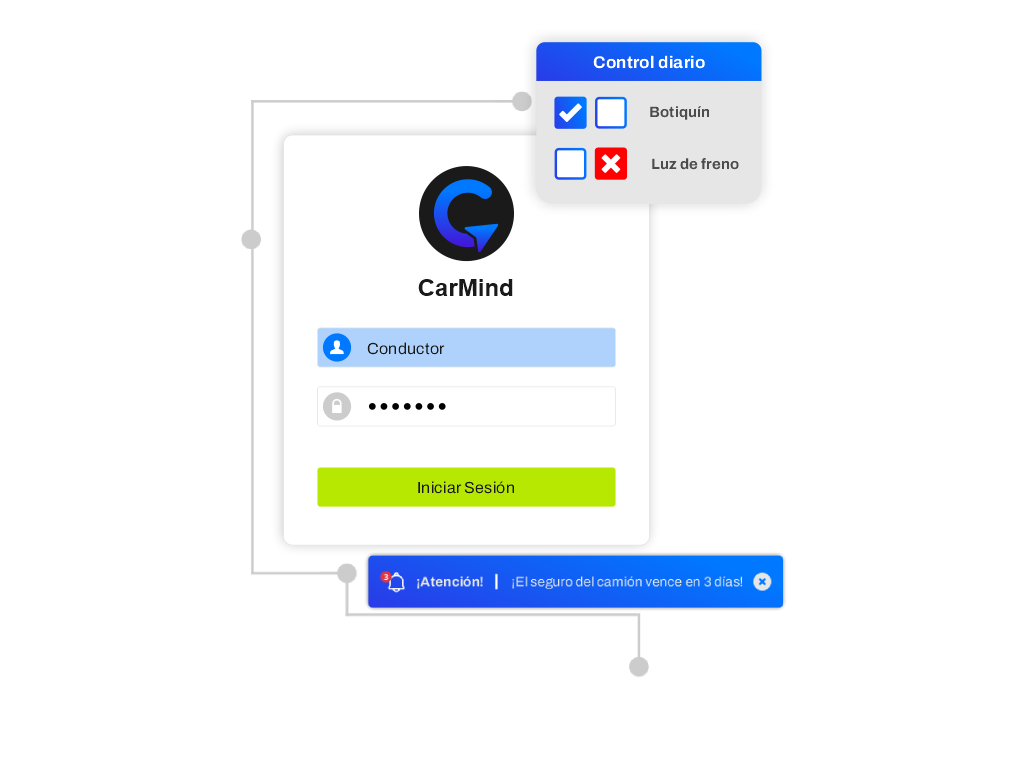 Control diario
Botiquín
Luz de freno
CarMind
Conductor
•••••••
Iniciar Sesión
3
¡Atención! | ¡El seguro del camión vence en 3 días!